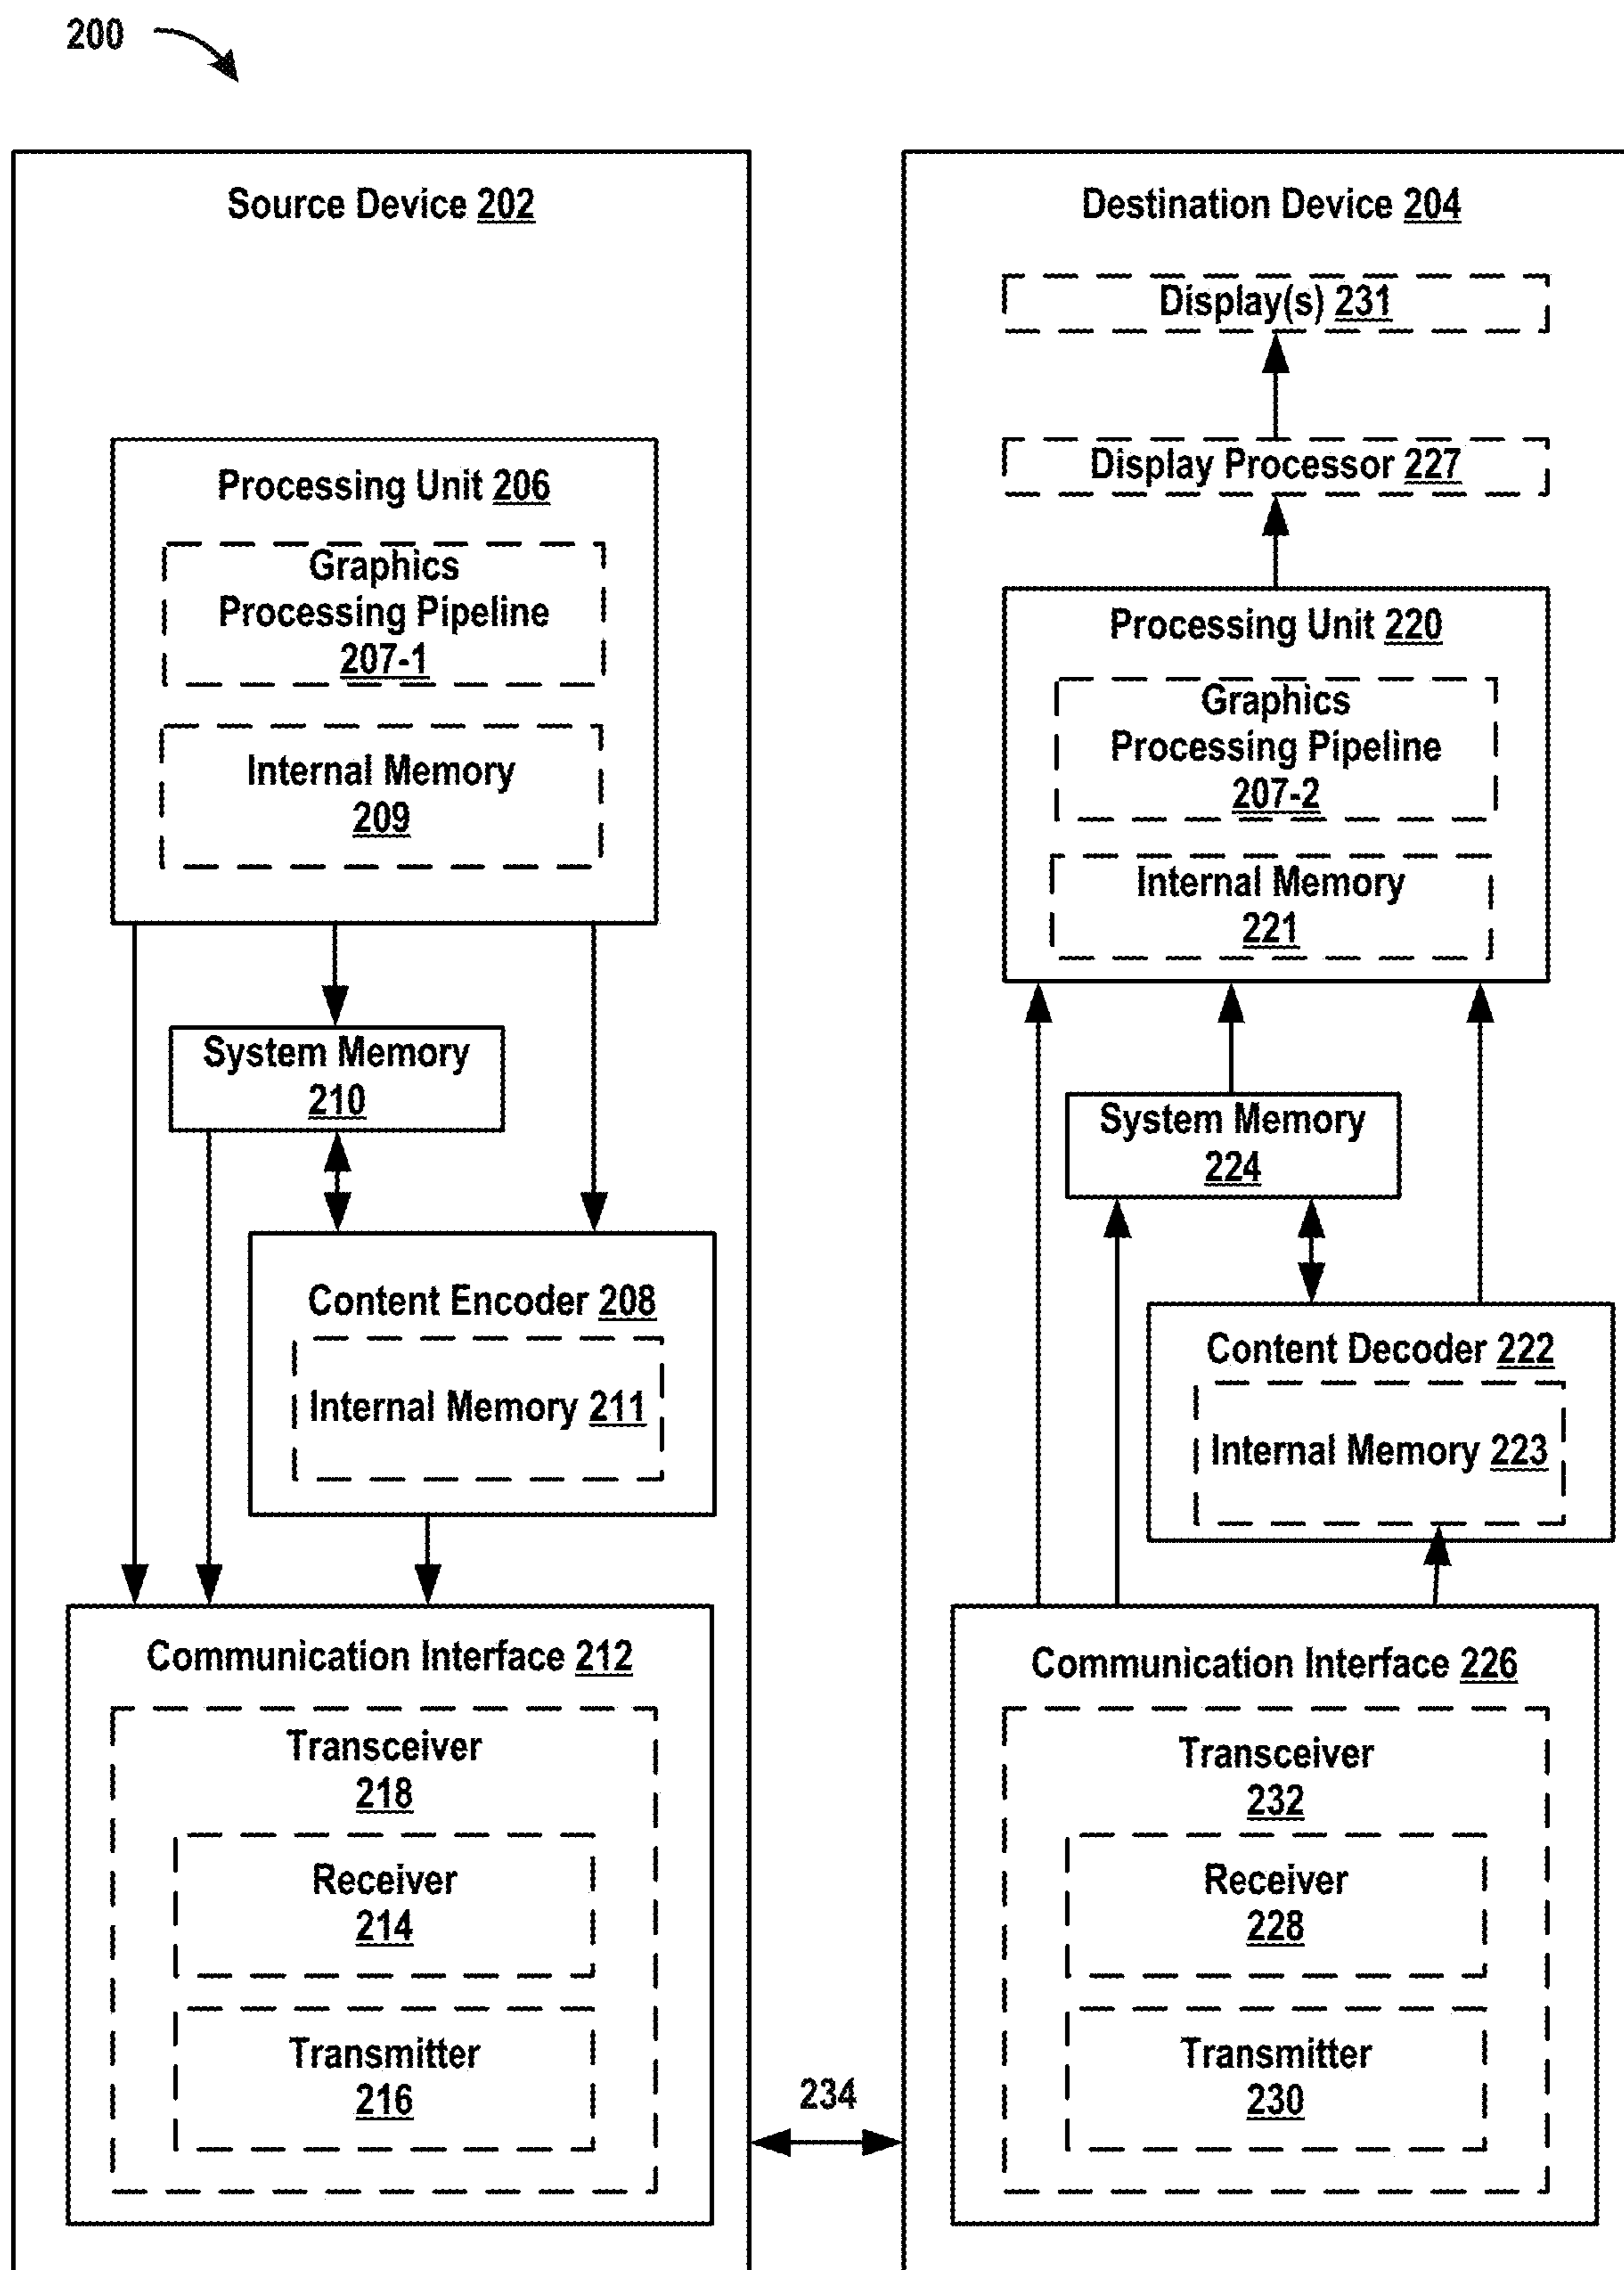 200
Source Device 202
Processing Unit 206
Graphics
Processing Pipeline
207-1
Internal Memory
209
System Memory
210
Content Encoder 208
Internal Memory 211
Communication Interface 212
Transceiver
218
Receiver
214
Transmitter
216
234
Destination Device 204
Display(s) 231
Display Processor 227
Processing Unit 220
Graphics
Processing Pipeline
207-2
Internal Memory
221
System Memory
224
Content Decoder 222
Internal Memory 223
Communication Interface 226
Transceiver
232
Receiver
228
Transmitter
230